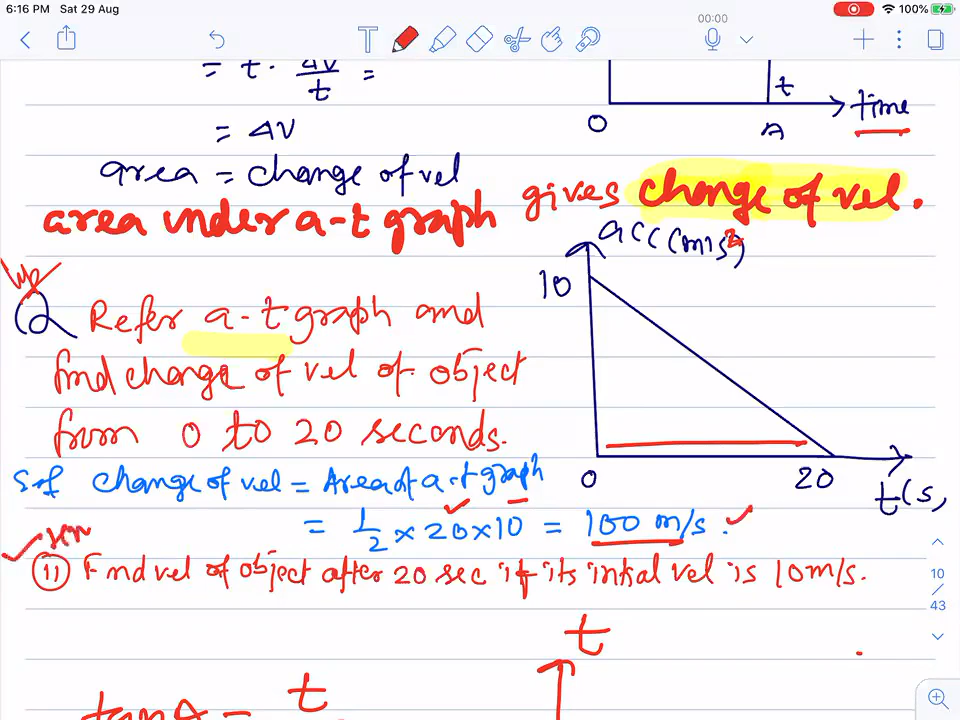 6:16 PM Sat 29 Aug
100%
00:00
T
= t · ΔV/t =
= ΔV
t
O
A
time
area = change of vel
area under a-t graph gives change of vel.
acc (m/s²)
10
Imp
Q Refer a-t graph and
find change of vel of object
from 0 to 20 seconds.
0
20
t(s,
Sol change of vel = Area of a-t graph
= 1/2 × 20 × 10 = 100 m/s.
(11) Find vel of object after 20 sec if its intial vel is 10 m/s.
10
/
43
t
t
tan A =